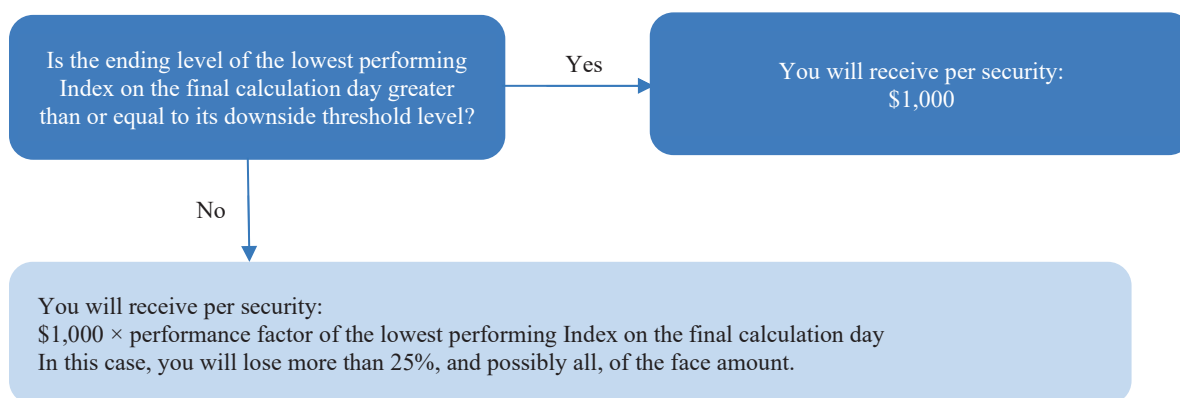 Is the ending level of the lowest performing
Index on the final calculation day greater
than or equal to its downside threshold level?
Yes
You will receive per security:
$1,000
No
You will receive per security:
$1,000 × performance factor of the lowest performing Index on the final calculation day
In this case, you will lose more than 25%, and possibly all, of the face amount.